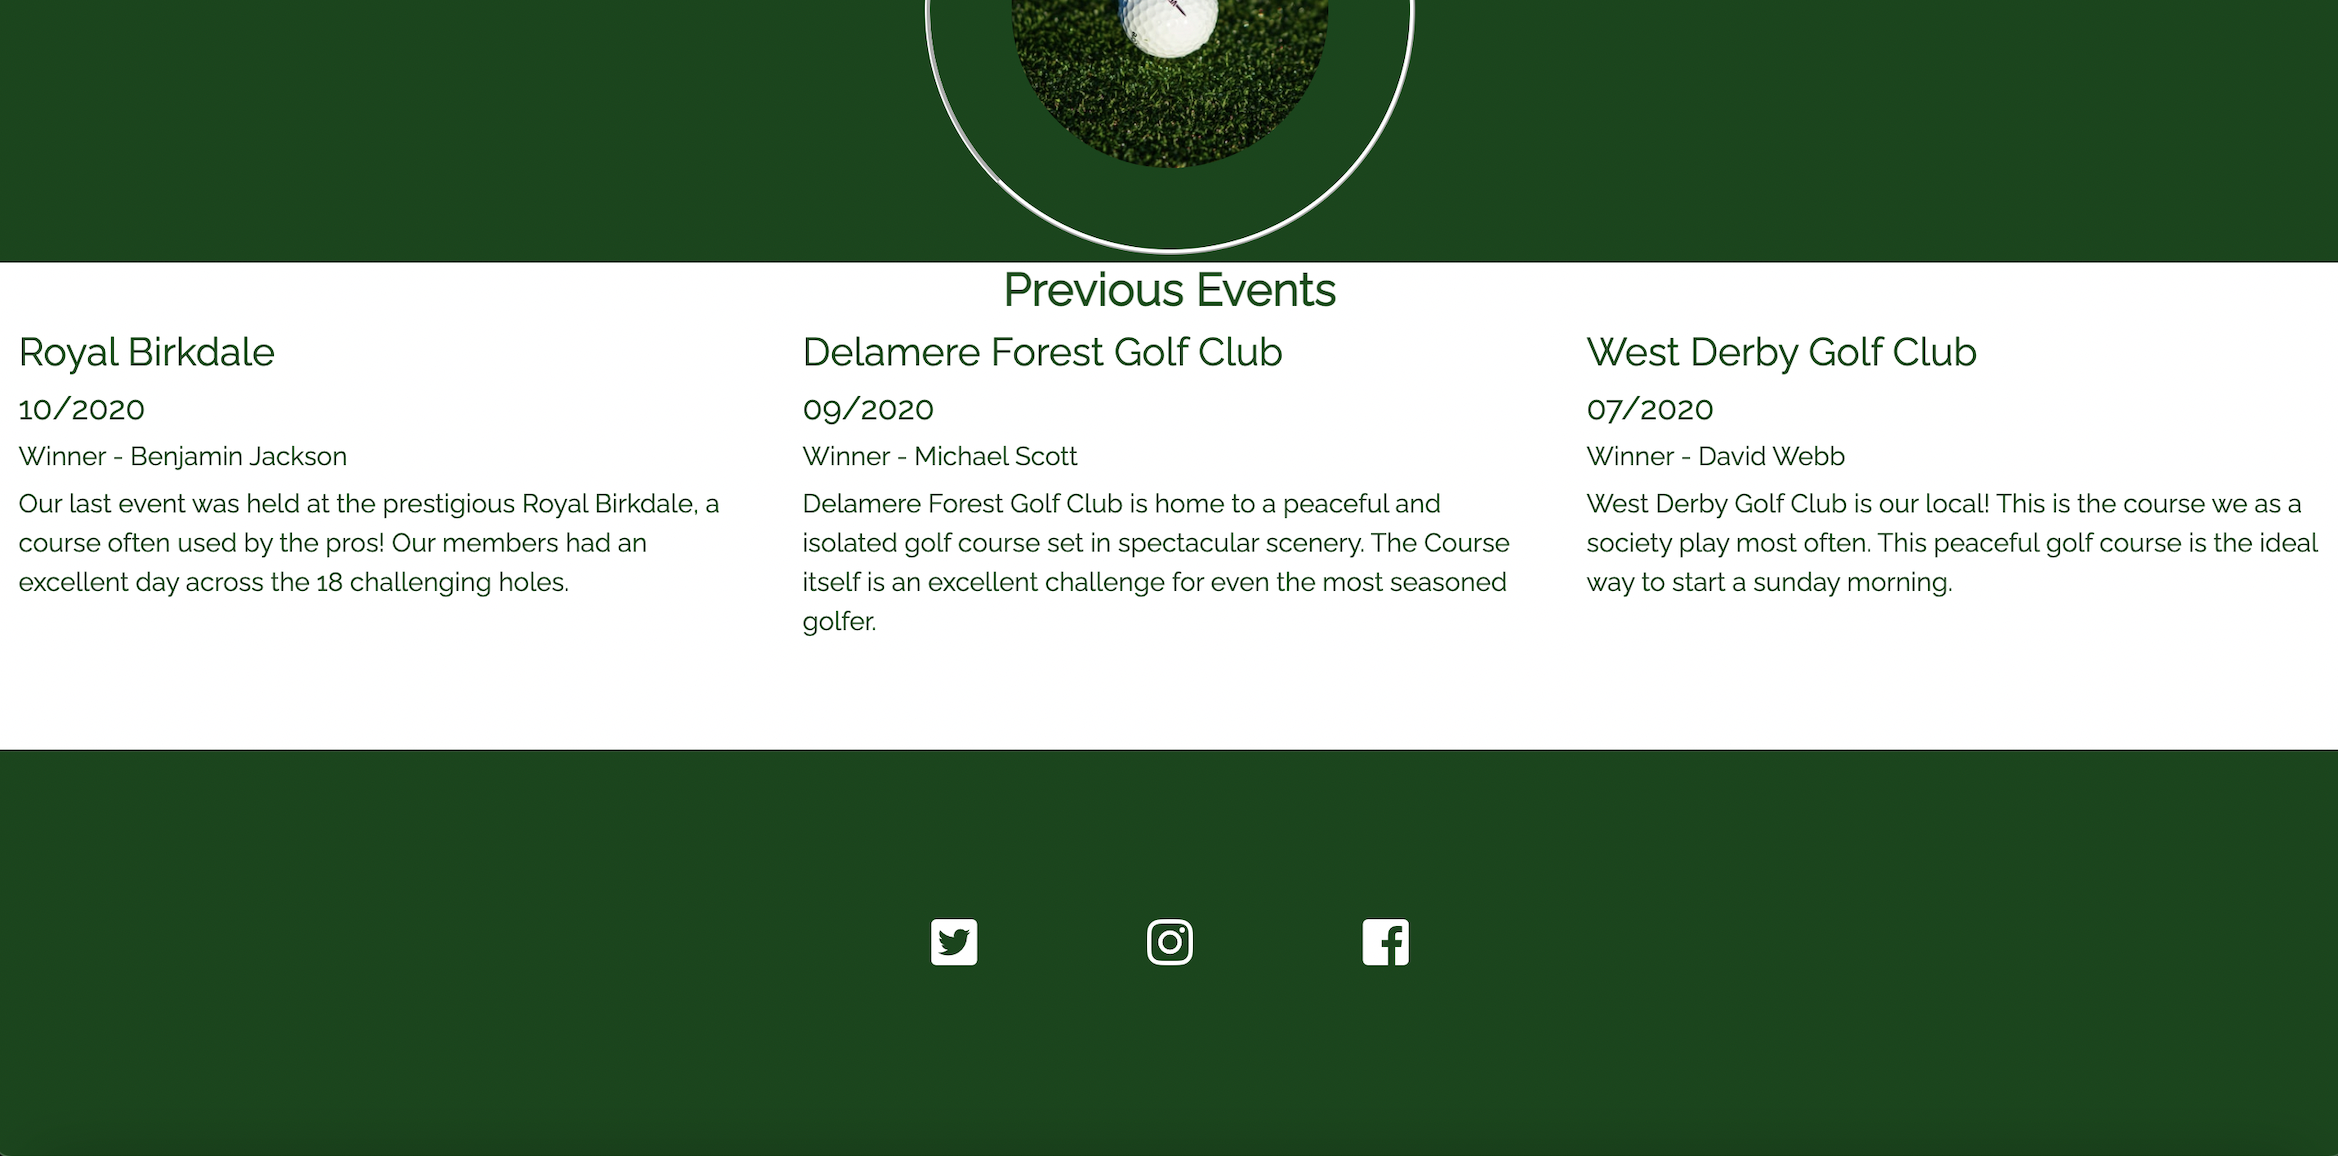 Previous Events
Royal Birkdale
10/2020
Winner - Benjamin Jackson
Our last event was held at the prestigious Royal Birkdale, a
course often used by the pros! Our members had an
excellent day across the 18 challenging holes.
Delamere Forest Golf Club
09/2020
Winner - Michael Scott
Delamere Forest Golf Club is home to a peaceful and
isolated golf course set in spectacular scenery. The Course
itself is an excellent challenge for even the most seasoned
golfer.
West Derby Golf Club
07/2020
Winner - David Webb
West Derby Golf Club is our local! This is the course we as a
society play most often. This peaceful golf course is the ideal
way to start a sunday morning.